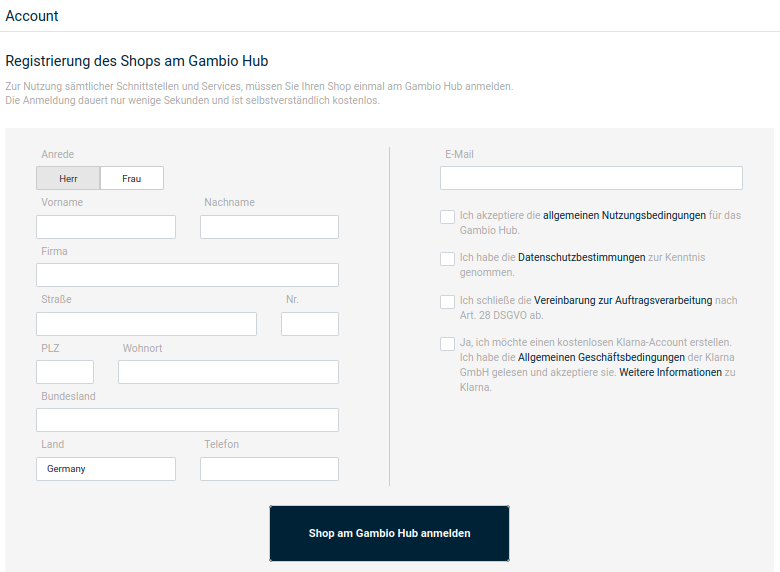 Account
Registrierung des Shops am Gambio Hub
Zur Nutzung sämtlicher Schnittstellen und Services, müssen Sie Ihren Shop einmal am Gambio Hub anmelden.
Die Anmeldung dauert nur wenige Sekunden und ist selbstverständlich kostenlos.
Anrede
Herr Frau
Vorname Nachname
Firma
Straße Nr.
PLZ Wohnort
Bundesland
Land Telefon
Germany
E-Mail
Ich akzeptiere die allgemeinen Nutzungsbedingungen für das
Gambio Hub.
Ich habe die Datenschutzbestimmungen zur Kenntnis
genommen.
Ich schließe die Vereinbarung zur Auftragsverarbeitung nach
Art. 28 DSGVO ab.
Ja, ich möchte einen kostenlosen Klarna-Account erstellen.
Ich habe die Allgemeinen Geschäftsbedingungen der Klarna
GmbH gelesen und akzeptiere sie. Weitere Informationen zu
Klarna.
Shop am Gambio Hub anmelden